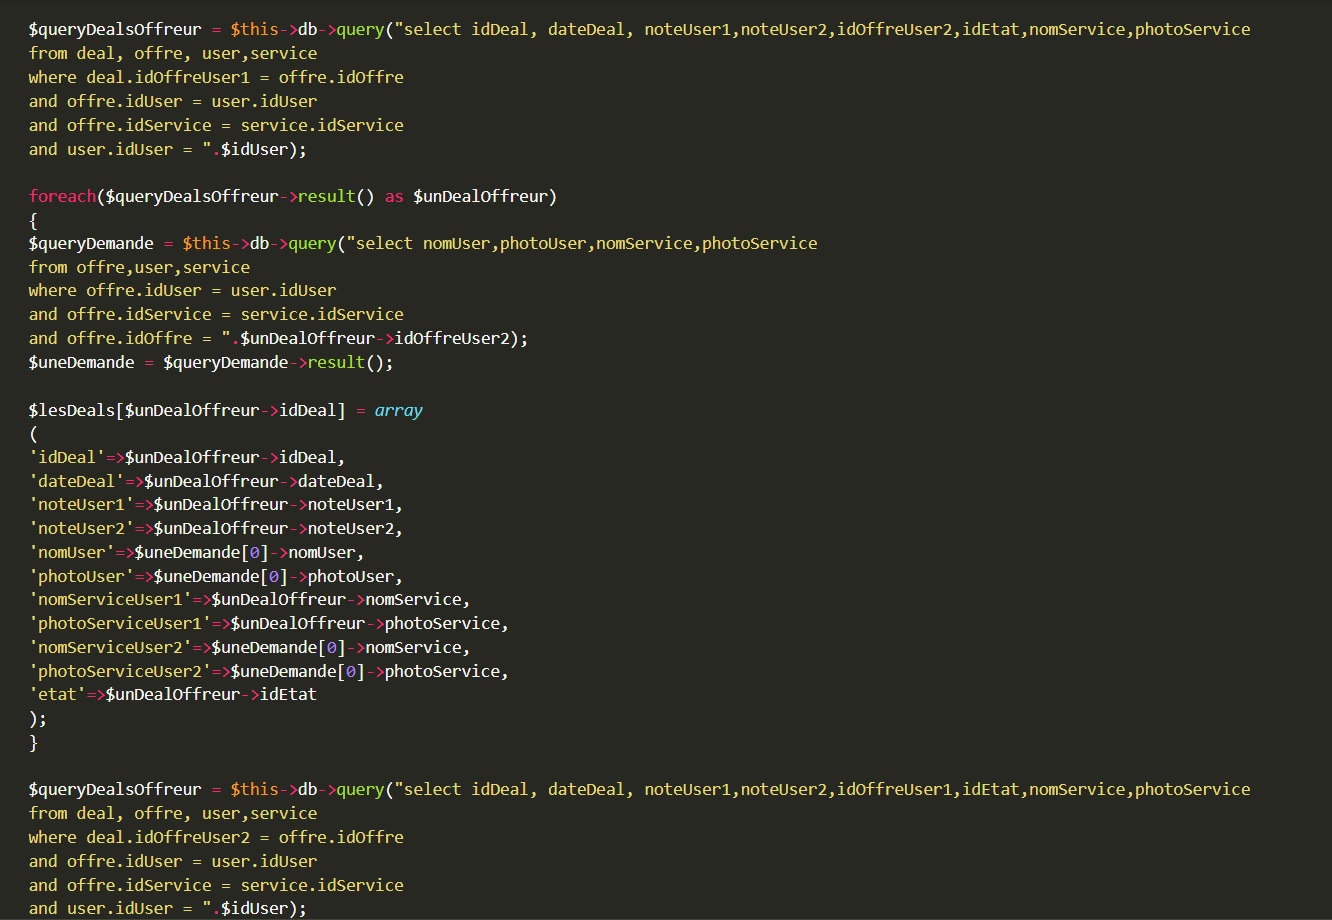 $queryDealsOffreur = $this->db->query("select idDeal, dateDeal, noteUser1,noteUser2,idOffreUser2,idEtat,nomService,photoService
from deal, offre, user,service
where deal.idOffreUser1 = offre.idOffre
and offre.idUser = user.idUser
and offre.idService = service.idService
and user.idUser = ".$idUser);
foreach($queryDealsOffreur->result() as $unDealOffreur)
{
$queryDemande = $this->db->query("select nomUser,photoUser,nomService,photoService
from offre,user,service
where offre.idUser = user.idUser
and offre.idService = service.idService
and offre.idOffre = ".$unDealOffreur->idOffreUser2);
$uneDemande = $queryDemande->result();
$lesDeals[$unDealOffreur->idDeal] = array
(
'idDeal'=>$unDealOffreur->idDeal,
'dateDeal'=>$unDealOffreur->dateDeal,
'noteUser1'=>$unDealOffreur->noteUser1,
'noteUser2'=>$unDealOffreur->noteUser2,
'nomUser'=>$uneDemande[0]->nomUser,
'photoUser'=>$uneDemande[0]->photoUser,
'nomServiceUser1'=>$unDealOffreur->nomService,
'photoServiceUser1'=>$unDealOffreur->photoService,
'nomServiceUser2'=>$uneDemande[0]->nomService,
'photoServiceUser2'=>$uneDemande[0]->photoService,
'etat'=>$unDealOffreur->idEtat
);
}
$queryDealsOffreur = $this->db->query("select idDeal, dateDeal, noteUser1,noteUser2,idOffreUser1,idEtat,nomService,photoService
from deal, offre, user,service
where deal.idOffreUser2 = offre.idOffre
and offre.idUser = user.idUser
and offre.idService = service.idService
and user.idUser = ".$idUser);